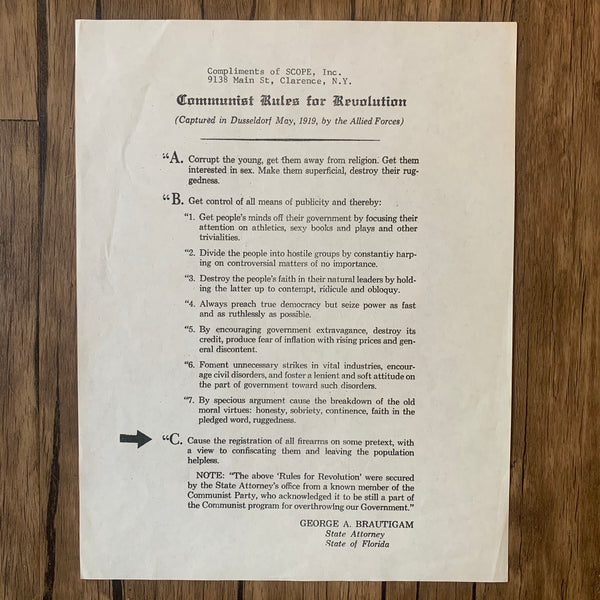 Compliments of SCOPE, Inc.
9138 Main St, Clarence, N.Y.
Communist Rules for Revolution
(Captured in Dusseldorf May, 1919, by the Allied Forces)
“A. Corrupt the young, get them away from religion. Get them
interested in sex. Make them superficial, destroy their rug-
gedness.
“B. Get control of all means of publicity and thereby:
“1. Get people's minds off their government by focusing their
attention on athletics, sexy books and plays and other
trivialities.
“2. Divide the people into hostile groups by constantiy harp-
ing on controversial matters of no importance.
“3. Destroy the people's faith in their natural leaders by hold-
ing the latter up to contempt, ridicule and obloquy.
“4. Always preach true democracy but seize power as fast
and as ruthlessly as possible.
“5. By encouraging government extravagance, destroy its
credit, produce fear of inflation with rising prices and gen-
eral discontent.
“6. Foment unnecessary strikes in vital industries, encour-
age civil disorders, and foster a lenient and soft attitude on
the part of government toward such disorders.
“7. By specious argument cause the breakdown of the old
moral virtues: honesty, sobriety, continence, faith in the
pledged word, ruggedness.
“C. Cause the registration of all firearms on some pretext, with
a view to confiscating them and leaving the population
helpless.
NOTE: “The above ‘Rules for Revolution’ were secured
by the State Attorney's office from a known member of the
Communist Party, who acknowledged it to be still a part of
the Communist program for overthrowing our Government.”
GEORGE A. BRAUTIGAM
State Attorney
State of Florida